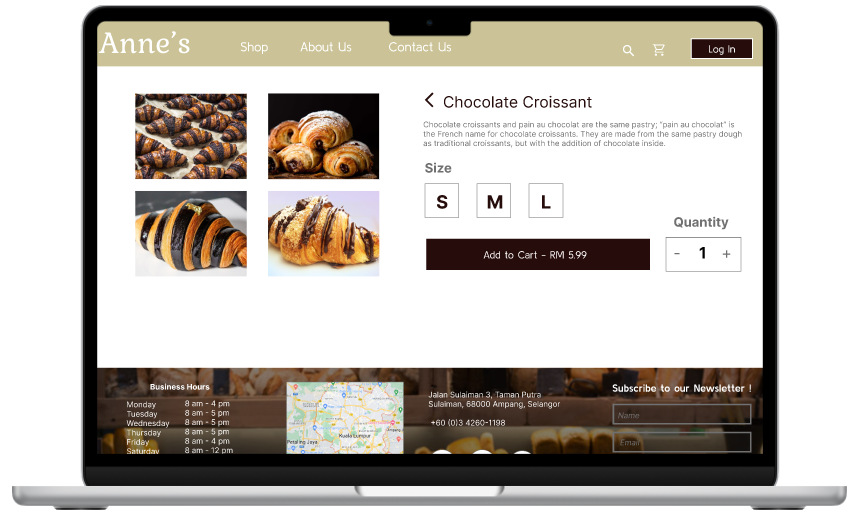 Anne's
Shop
About Us
Contact Us
Log In
Chocolate Croissant
Chocolate croissants and pain au chocolat are the same pastry; "pain au chocolat" is
the French name for chocolate croissants. They are made from the same pastry dough
as traditional croissants, but with the addition of chocolate inside.
Size
S M L
Quantity
Add to Cart - RM 5.99
- 1 +
Business Hours
Monday 8 am - 4 pm
Tuesday 8 am - 5 pm
Wednesday 8 am - 5 pm
Thursday 8 am - 5 pm
Friday 8 am - 4 pm
Saturday 8 am - 12 pm
Petaling Jaya
Kuala Lumpur
Jalan Sulaiman 3, Taman Putra
Sulaiman, 68000 Ampang, Selangor
+60 (0)3 4260-1198
Subscribe to our Newsletter !
Name
Email